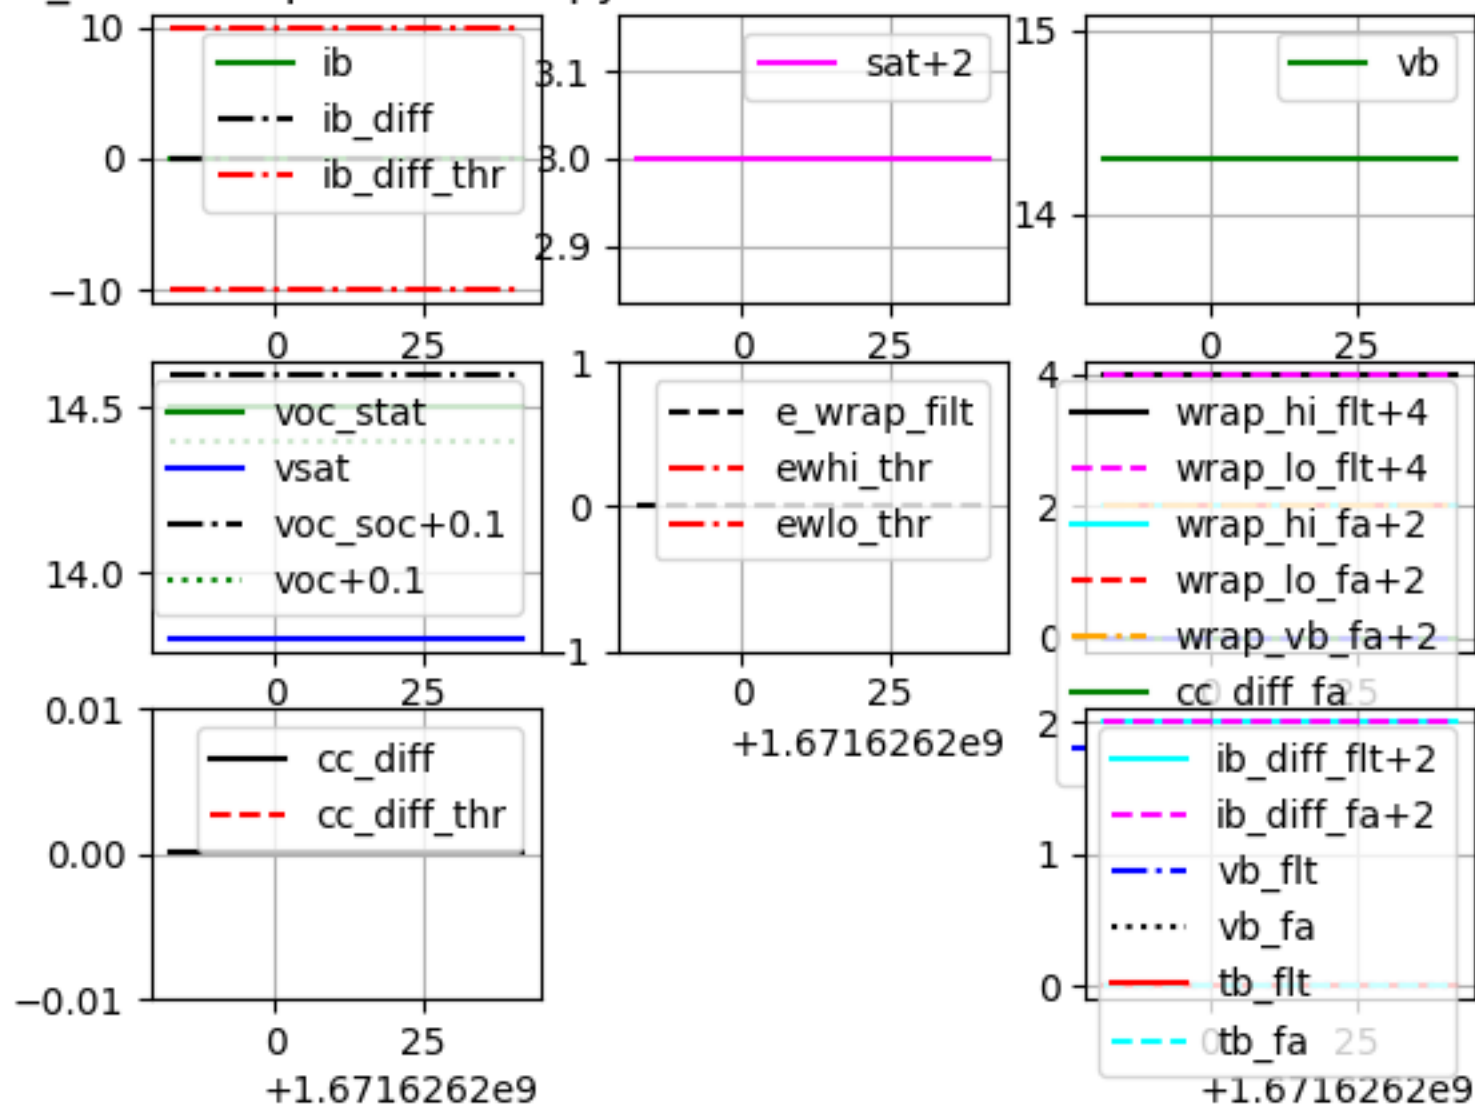 10
0
−10
ib
ib_diff
ib_diff_thr
0 25
3.1
3.0
2.9
sat+2
0 25
15
14
vb
0 25
14.5
14.0
voc_stat
vsat
voc_soc+0.1
voc+0.1
0 25
1
0
−1
e_wrap_filt
ewhi_thr
ewlo_thr
0 25
+1.6716262e9
4
2
0
wrap_hi_flt+4
wrap_lo_flt+4
wrap_hi_fa+2
wrap_lo_fa+2
wrap_vb_fa+2
cc_diff_fa
25
0.01
0.00
−0.01
cc_diff
cc_diff_thr
0 25
+1.6716262e9
2
1
0
ib_diff_flt+2
ib_diff_fa+2
vb_flt
vb_fa
tb_flt
tb_fa
0 25
+1.6716262e9